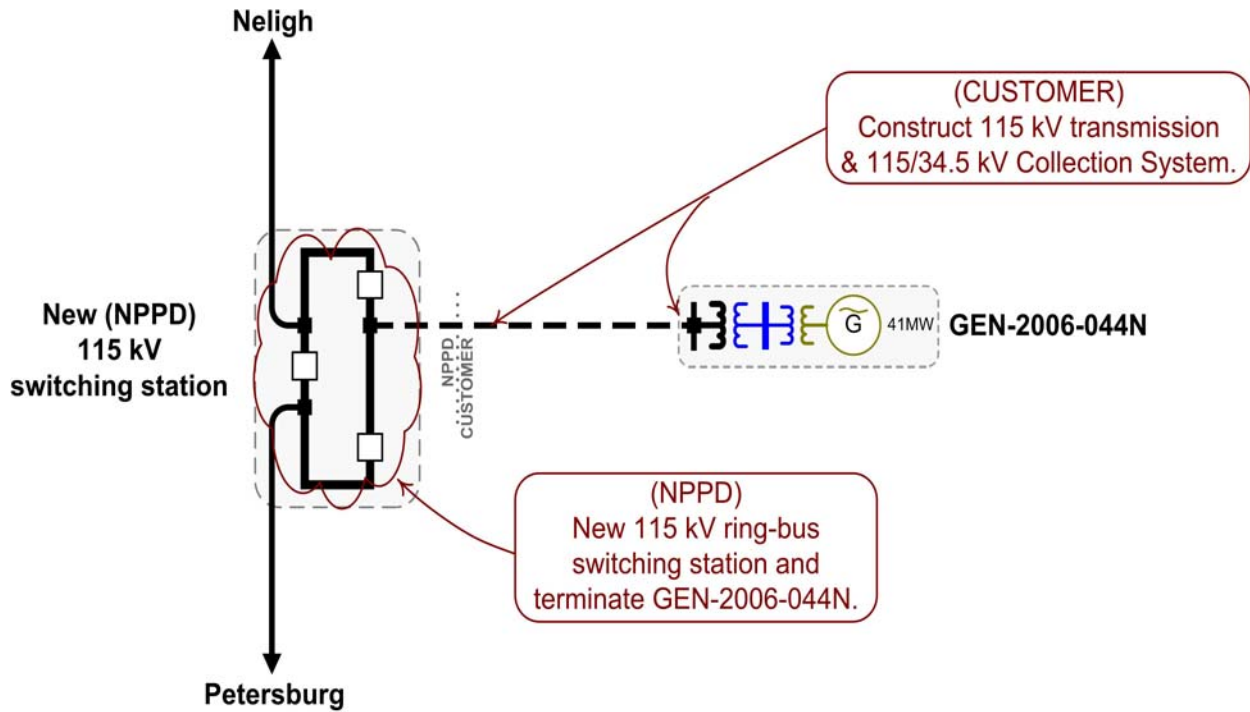 Neligh
(CUSTOMER)
Construct 115 kV transmission
& 115/34.5 kV Collection System.
New (NPPD)
115 kV
switching station
NPPD
CUSTOMER
G
41MW
GEN-2006-044N
(NPPD)
New 115 kV ring-bus
switching station and
terminate GEN-2006-044N.
Petersburg